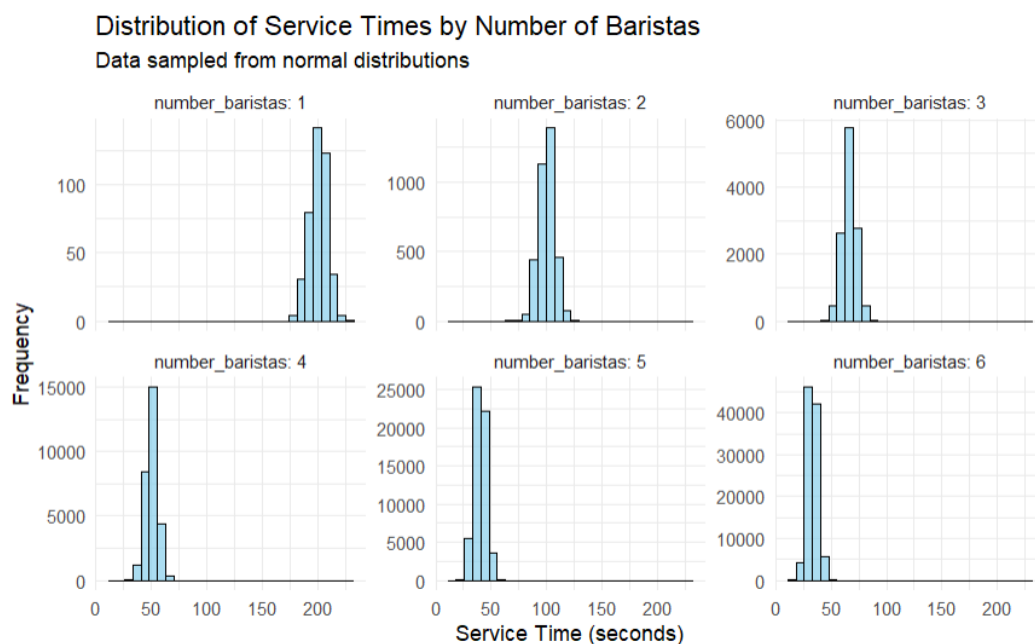 Distribution of Service Times by Number of Baristas
Data sampled from normal distributions
number_baristas: 1
number_baristas: 2
number_baristas: 3
100
50
0
1000
500
0
6000
4000
2000
0
Frequency
number_baristas: 4
number_baristas: 5
number_baristas: 6
15000
10000
5000
0
25000
20000
15000
10000
5000
0
40000
30000
20000
10000
0
0 50 100 150 200
0 50 100 150 200
0 50 100 150 200
Service Time (seconds)